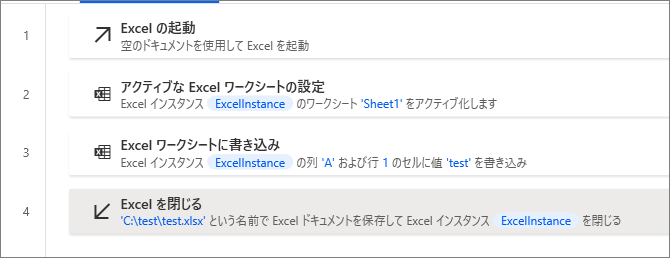 1
Excel の起動
空のドキュメントを使用して Excel を起動
2
アクティブな Excel ワークシートの設定
Excel インスタンス ExcelInstance のワークシート 'Sheet1' をアクティブ化します
3
Excel ワークシートに書き込み
Excel インスタンス ExcelInstance の列 'A' および行 1 のセルに値 'test' を書き込み
4
Excel を閉じる
'C:\test\test.xlsx' という名前で Excel ドキュメントを保存して Excel インスタンス ExcelInstance を閉じる